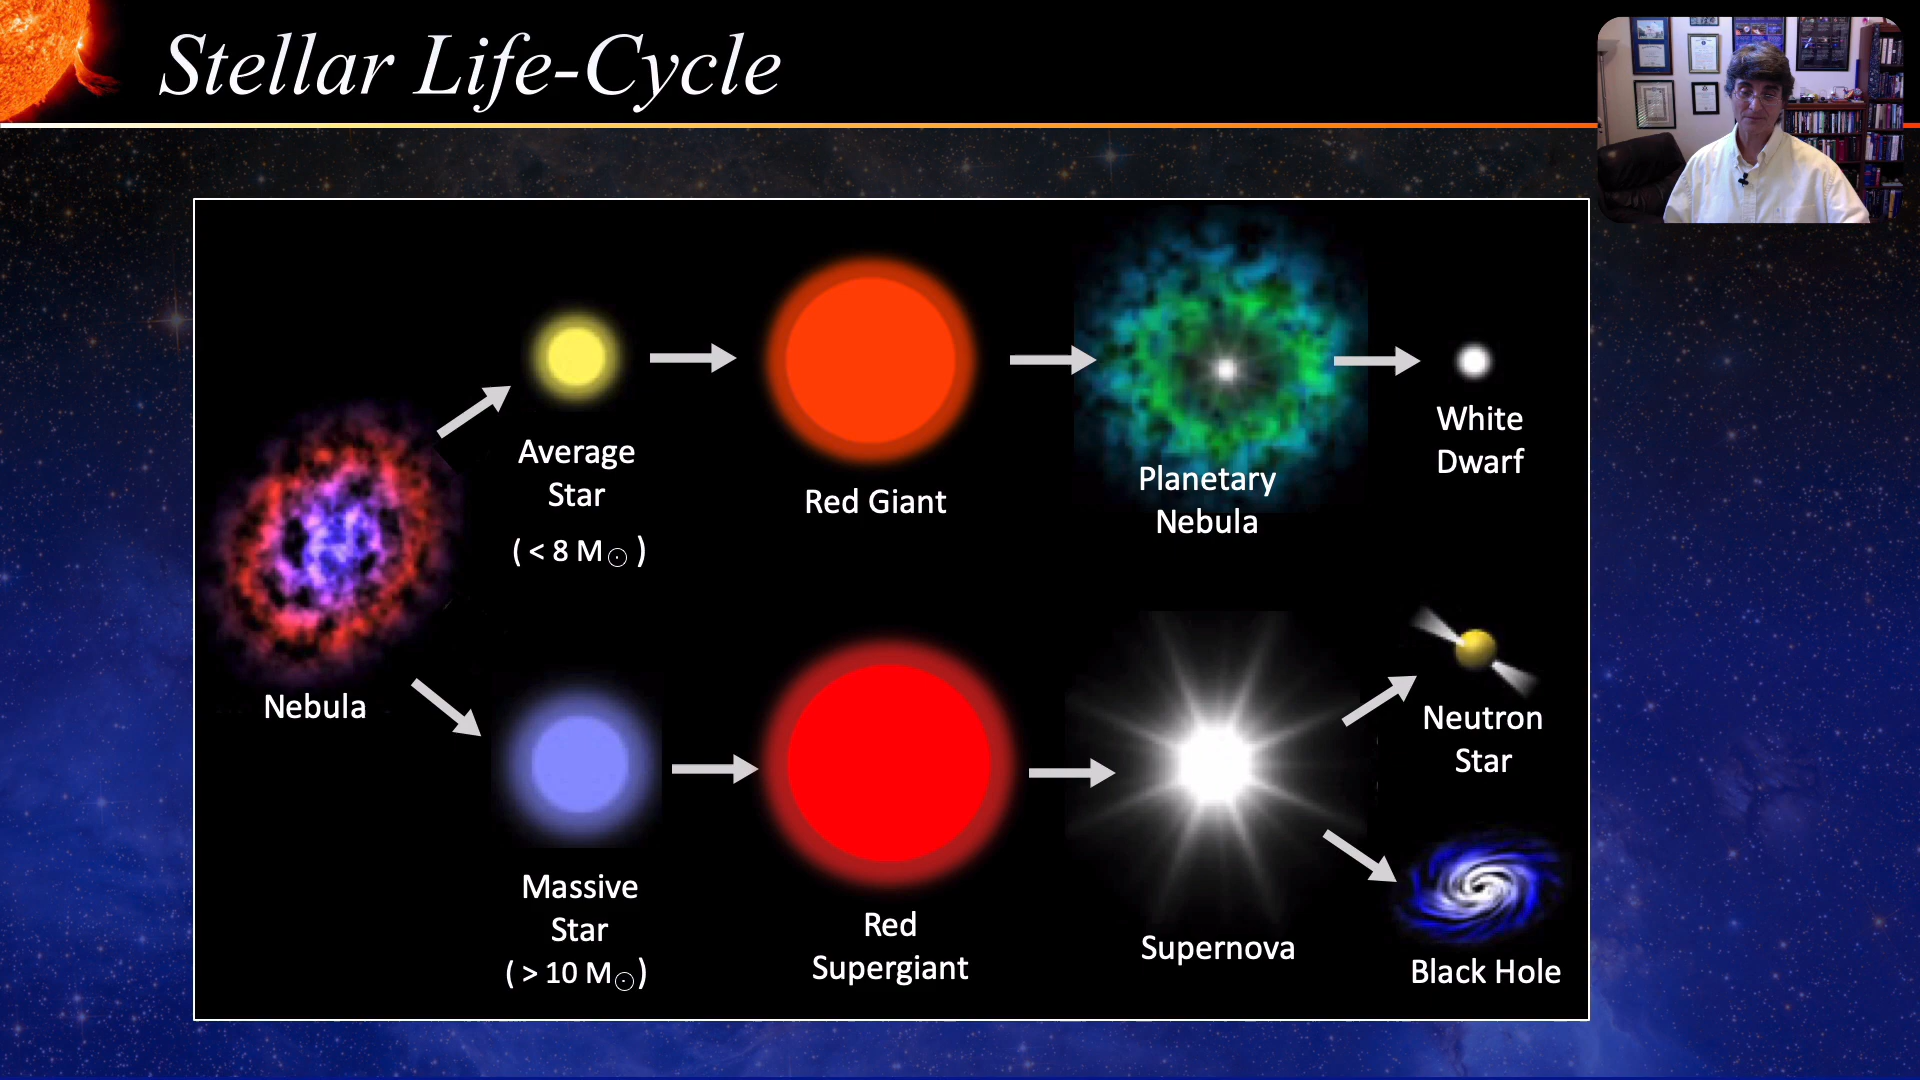 Stellar Life-Cycle
Nebula
Average
Star
( < 8 M☉ )
Red Giant
Planetary
Nebula
White
Dwarf
Massive
Star
( > 10 M☉)
Red
Supergiant
Supernova
Neutron
Star
Black Hole